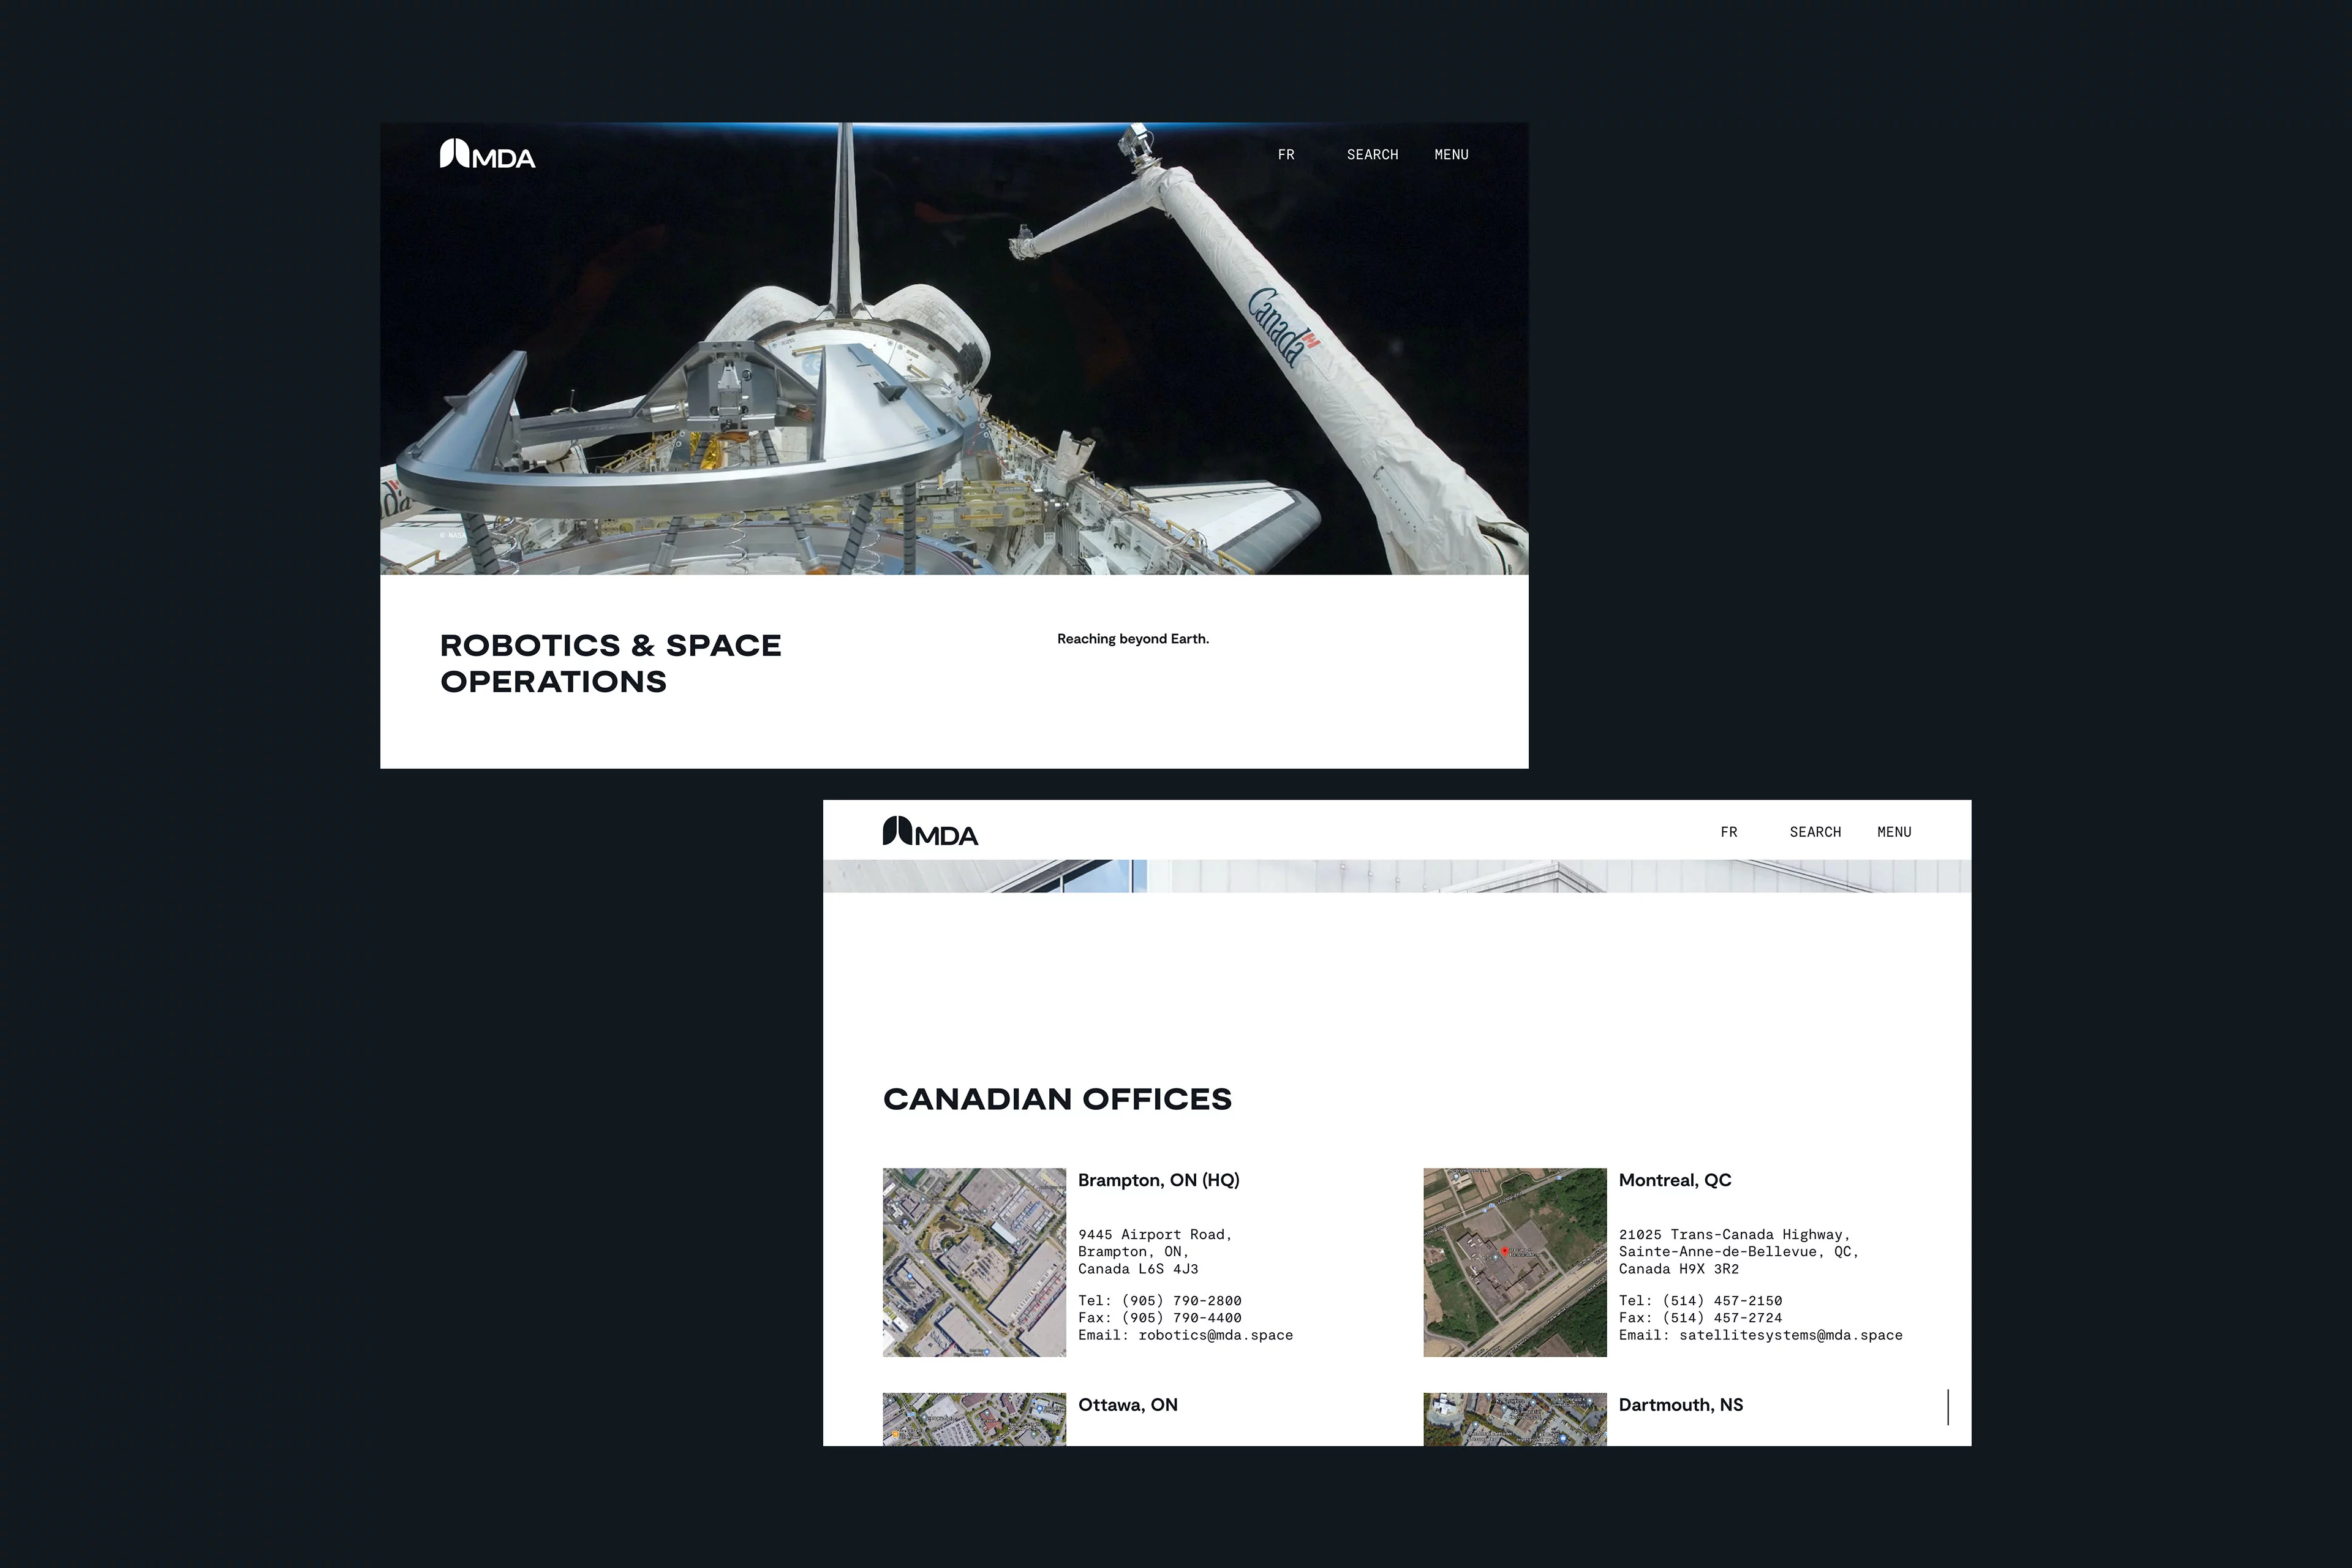 MDA
FR SEARCH MENU
Canada
© NASA
ROBOTICS & SPACE
OPERATIONS
Reaching beyond Earth.
MDA
FR SEARCH MENU
CANADIAN OFFICES
Brampton, ON (HQ)
9445 Airport Road,
Brampton, ON,
Canada L6S 4J3
Tel: (905) 790-2800
Fax: (905) 790-4400
Email: robotics@mda.space
Montreal, QC
21025 Trans-Canada Highway,
Sainte-Anne-de-Bellevue, QC,
Canada H9X 3R2
Tel: (514) 457-2150
Fax: (514) 457-2724
Email: satellitesystems@mda.space
Ottawa, ON
Dartmouth, NS